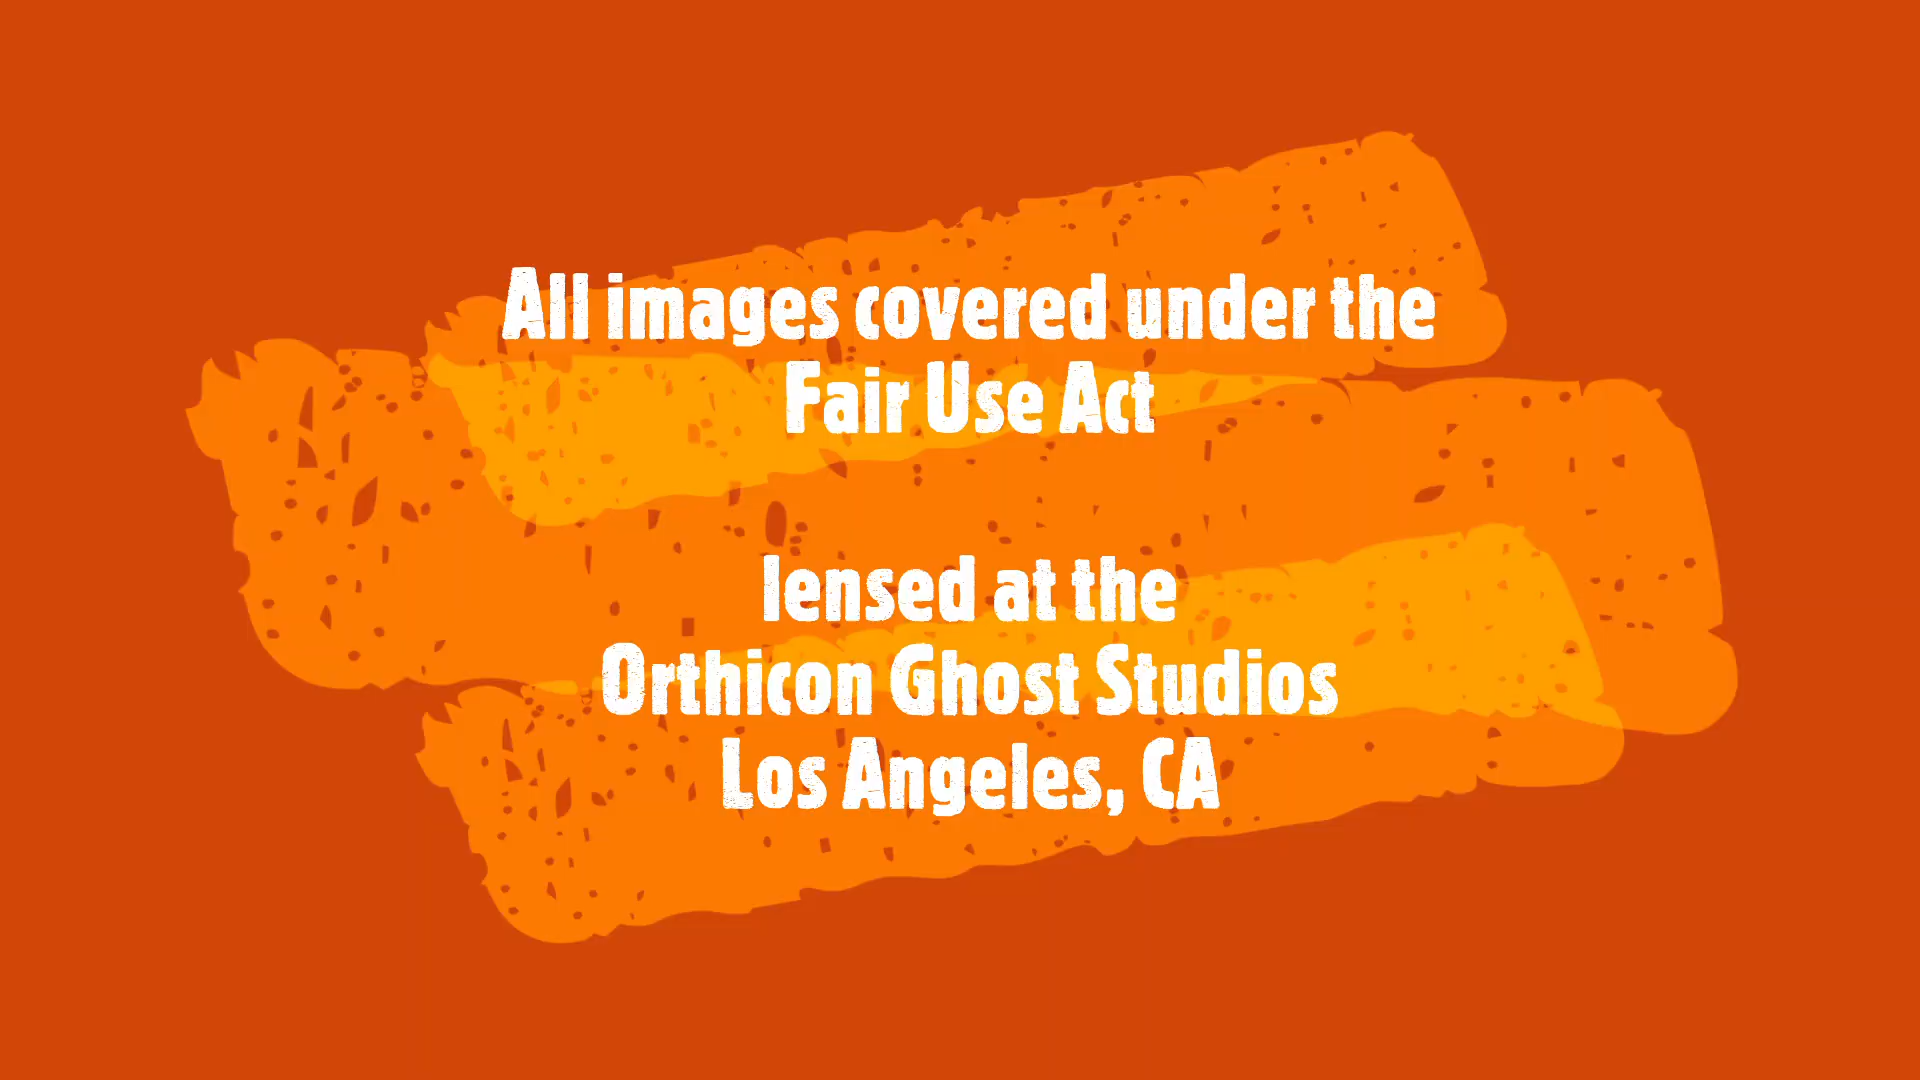 All images covered under the
Fair Use Act
lensed at the
Orthicon Ghost Studios
Los Angeles, CA